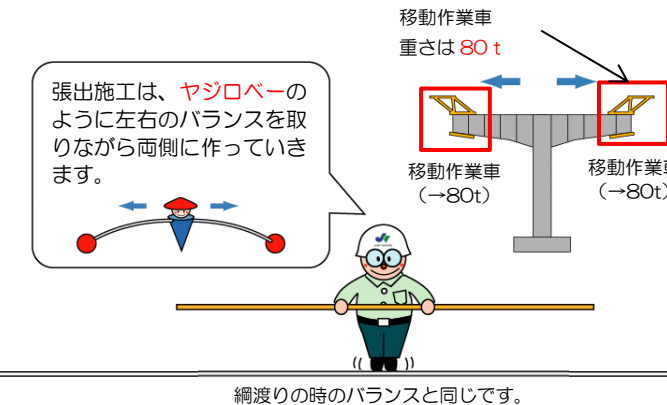 移動作業車
重さは 80 t
張出施工は、ヤジロベーの
ように左右のバランスを取
りながら両側に作っていき
ます。
移動作業車
（→80t）
移動作業車
（→80t）
綱渡りの時のバランスと同じです。